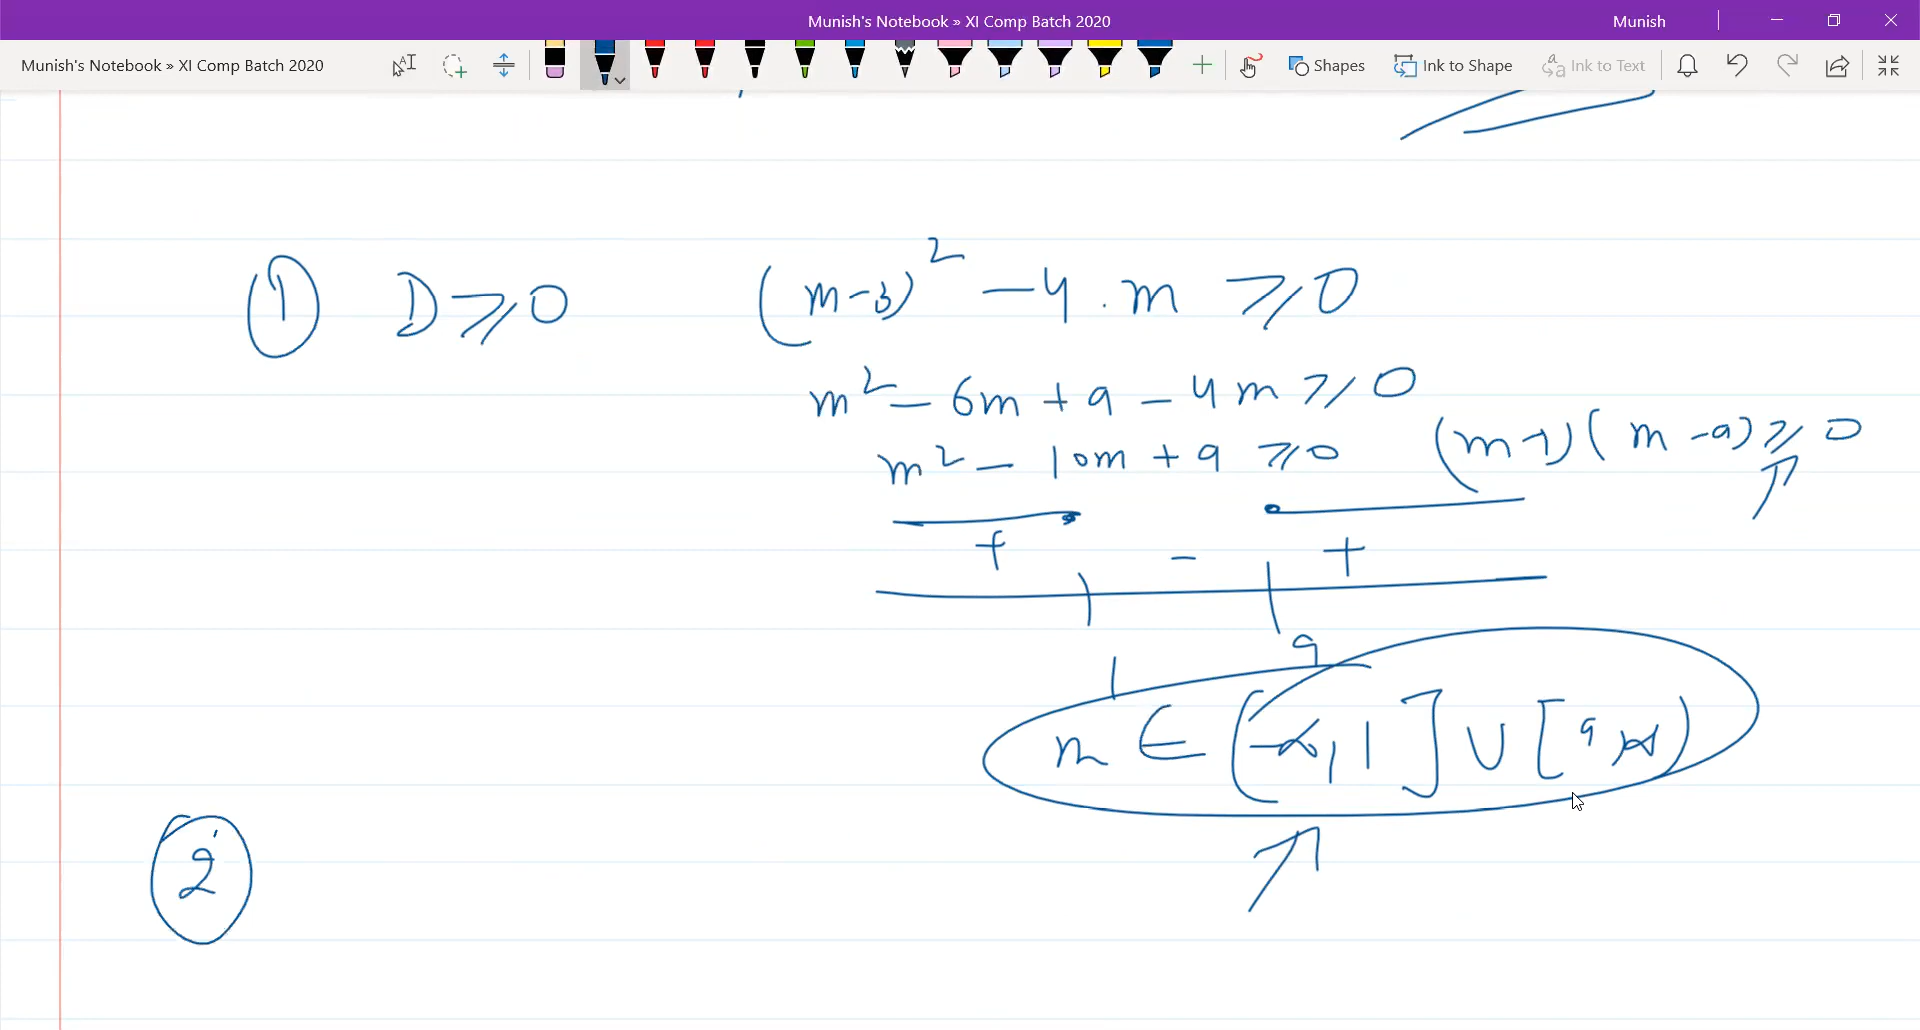 Munish's Notebook » XI Comp Batch 2020
Munish
Munish's Notebook » XI Comp Batch 2020
Shapes
Ink to Shape
Ink to Text
① D ≥ 0 (m-3)² - 4 . m ≥ 0
m² - 6m + 9 - 4m ≥ 0
m² - 10m + 9 ≥ 0 (m-1)(m-9) ≥ 0
+ - +
1 9
m ∈ (-∞, 1] ∪ [9, ∞)
②